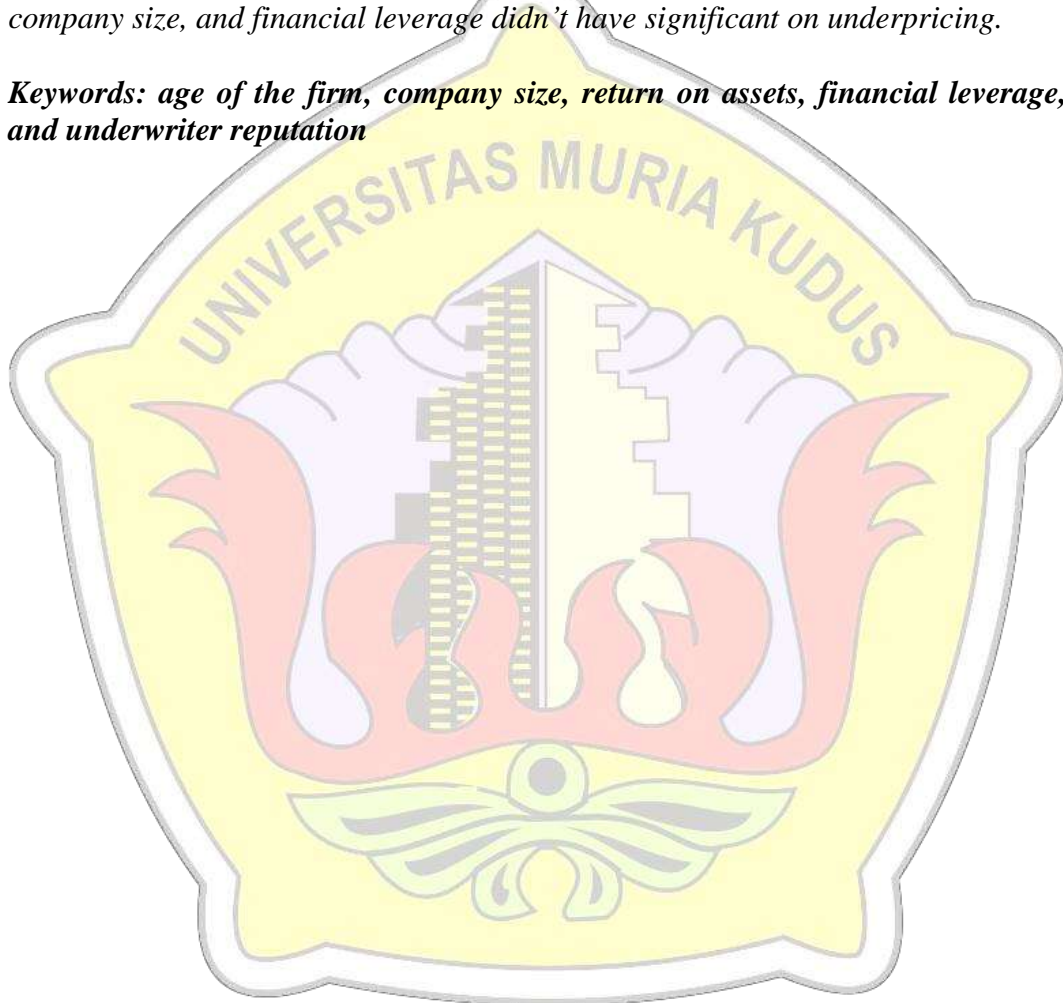 company size, and financial leverage didn’t have significant on underpricing.
Keywords: age of the firm, company size, return on assets, financial leverage,
and underwriter reputation
UNIVERSITAS MURIA KUDUS